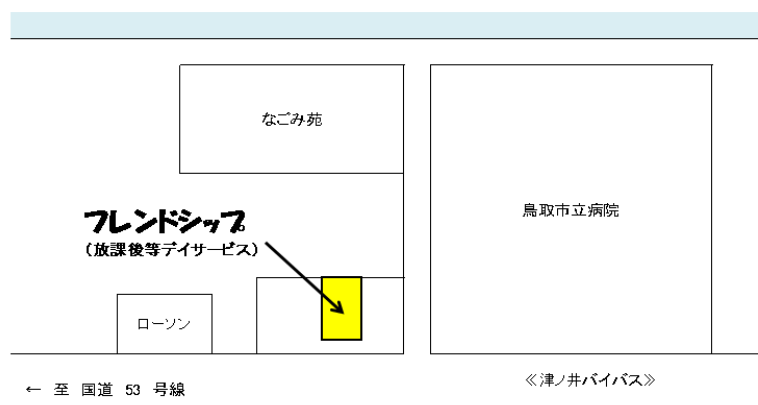 なごみ苑
鳥取市立病院
フレンドシップ
（放課後等デイサービス）
ローソン
≪津ノ井バイパス≫
← 至 国道 53 号線